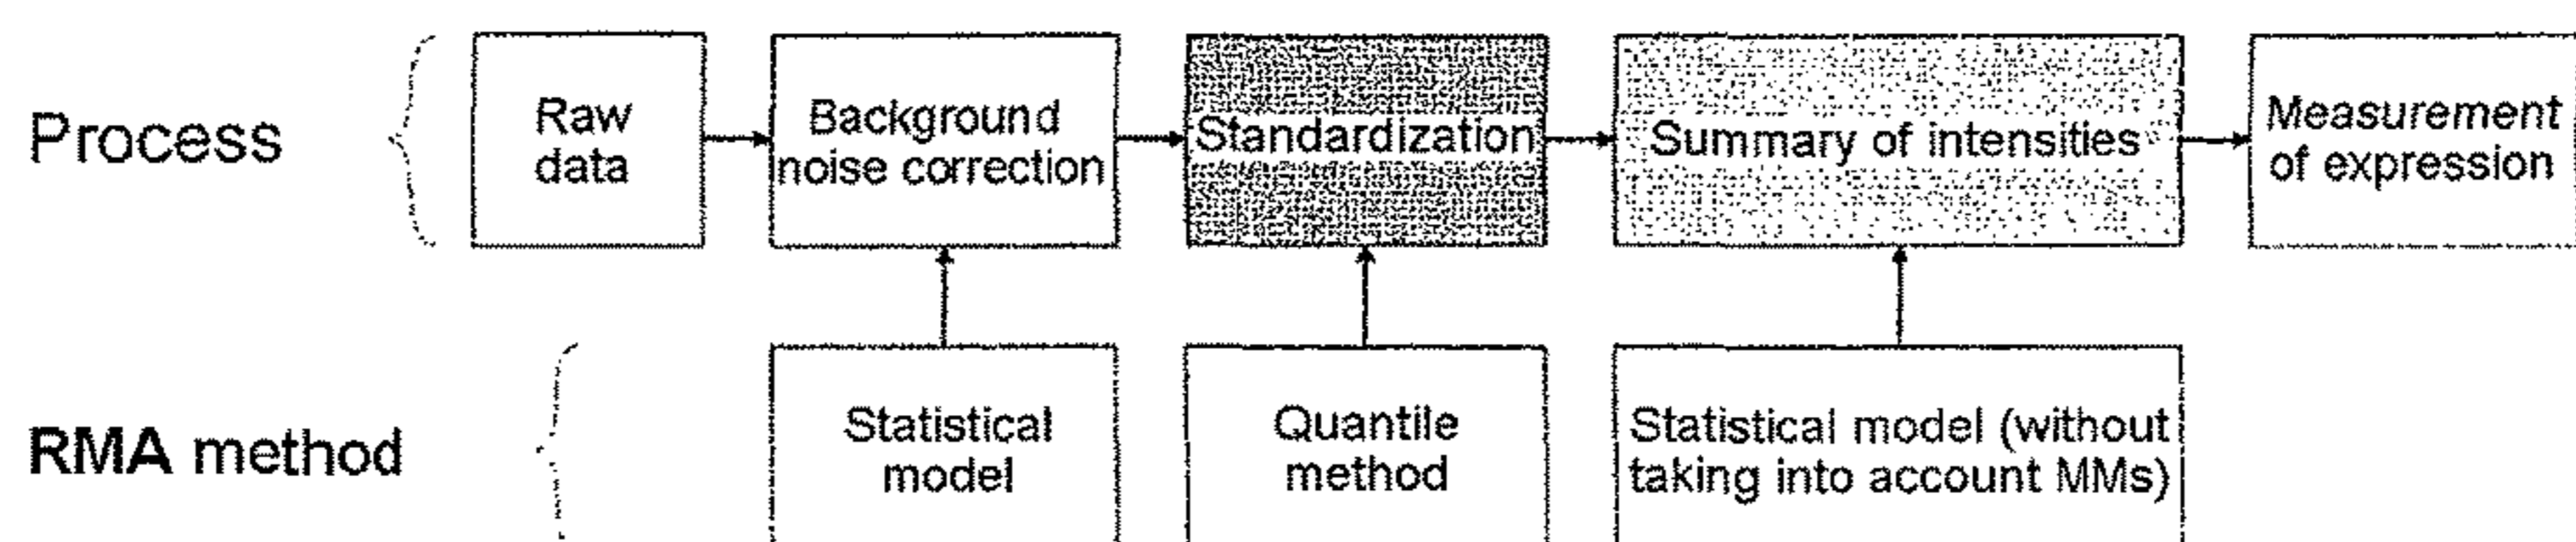 Process
Raw
data
Background
noise correction
Standardization
Summary of intensities
Measurement
of expression
RMA method
Statistical
model
Quantile
method
Statistical model (without
taking into account MMs)